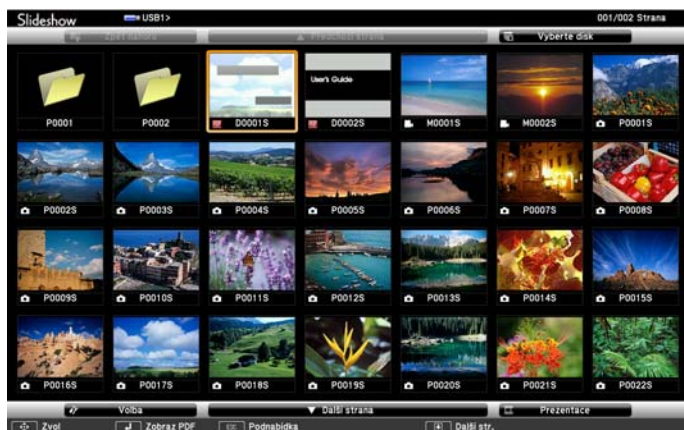 Slideshow USB1> 001/002 Strana
Zpět nahoru ▲ Předchozí strana Vyberte disk
User's Guide
P0001 P0002 D0001S D0002S M0001S M0002S P0001S
P0002S P0003S P0004S P0005S P0006S P0007S P0008S
P0009S P0010S P0011S P0012S P0013S P0014S P0015S
P0016S P0017S P0018S P0019S P0020S P0021S P0022S
Volba ▼ Další strana Prezentace
Zvol Zobraz PDF Podnabídka Další str.